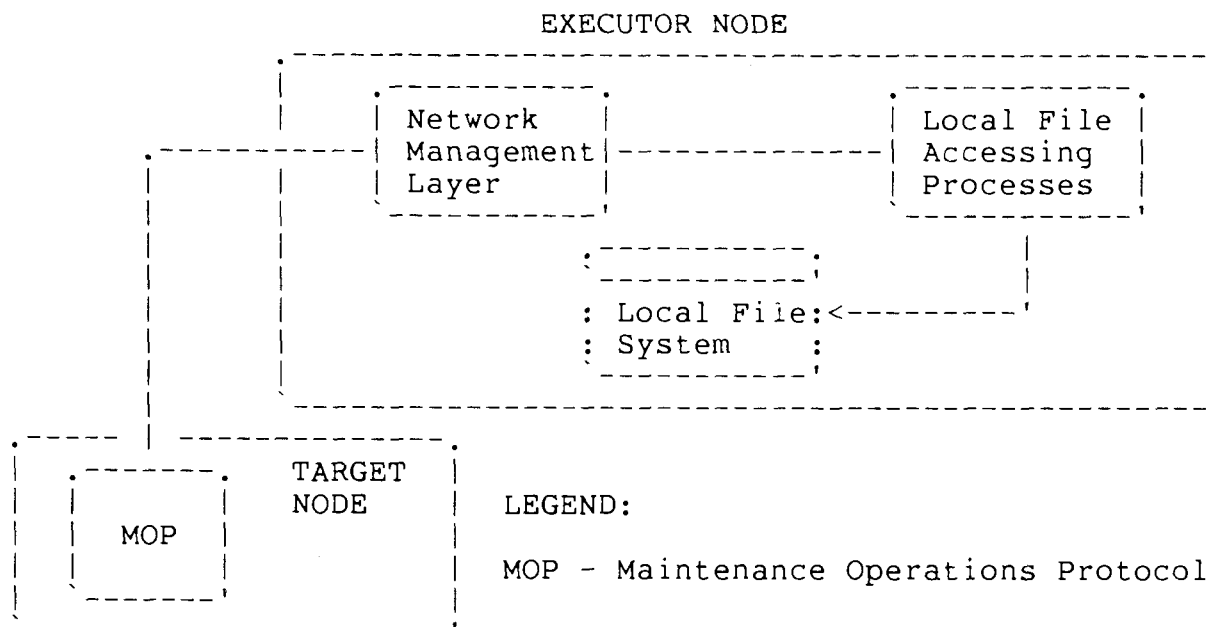 EXECUTOR NODE
Network
Management
Layer
Local File
Accessing
Processes
Local File
System
TARGET
NODE
MOP
LEGEND:
MOP - Maintenance Operations Protocol